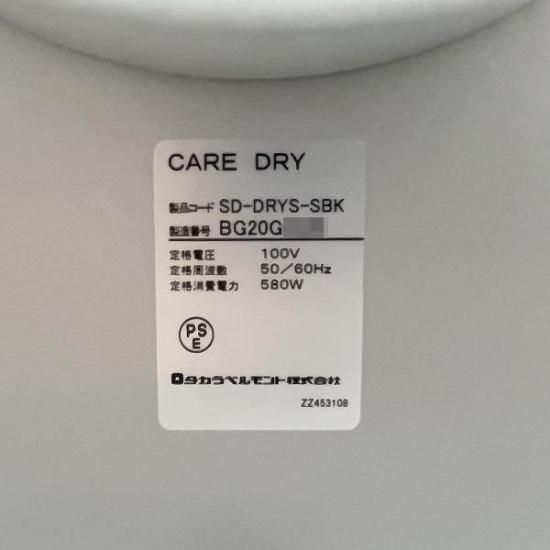 CARE DRY
製品コード SD-DRYS-SBK
製造番号 BG20G
定格電圧 100V
定格周波数 50/60Hz
定格消費電力 580W
PS
E
タカラベルモント株式会社
ZZ453108